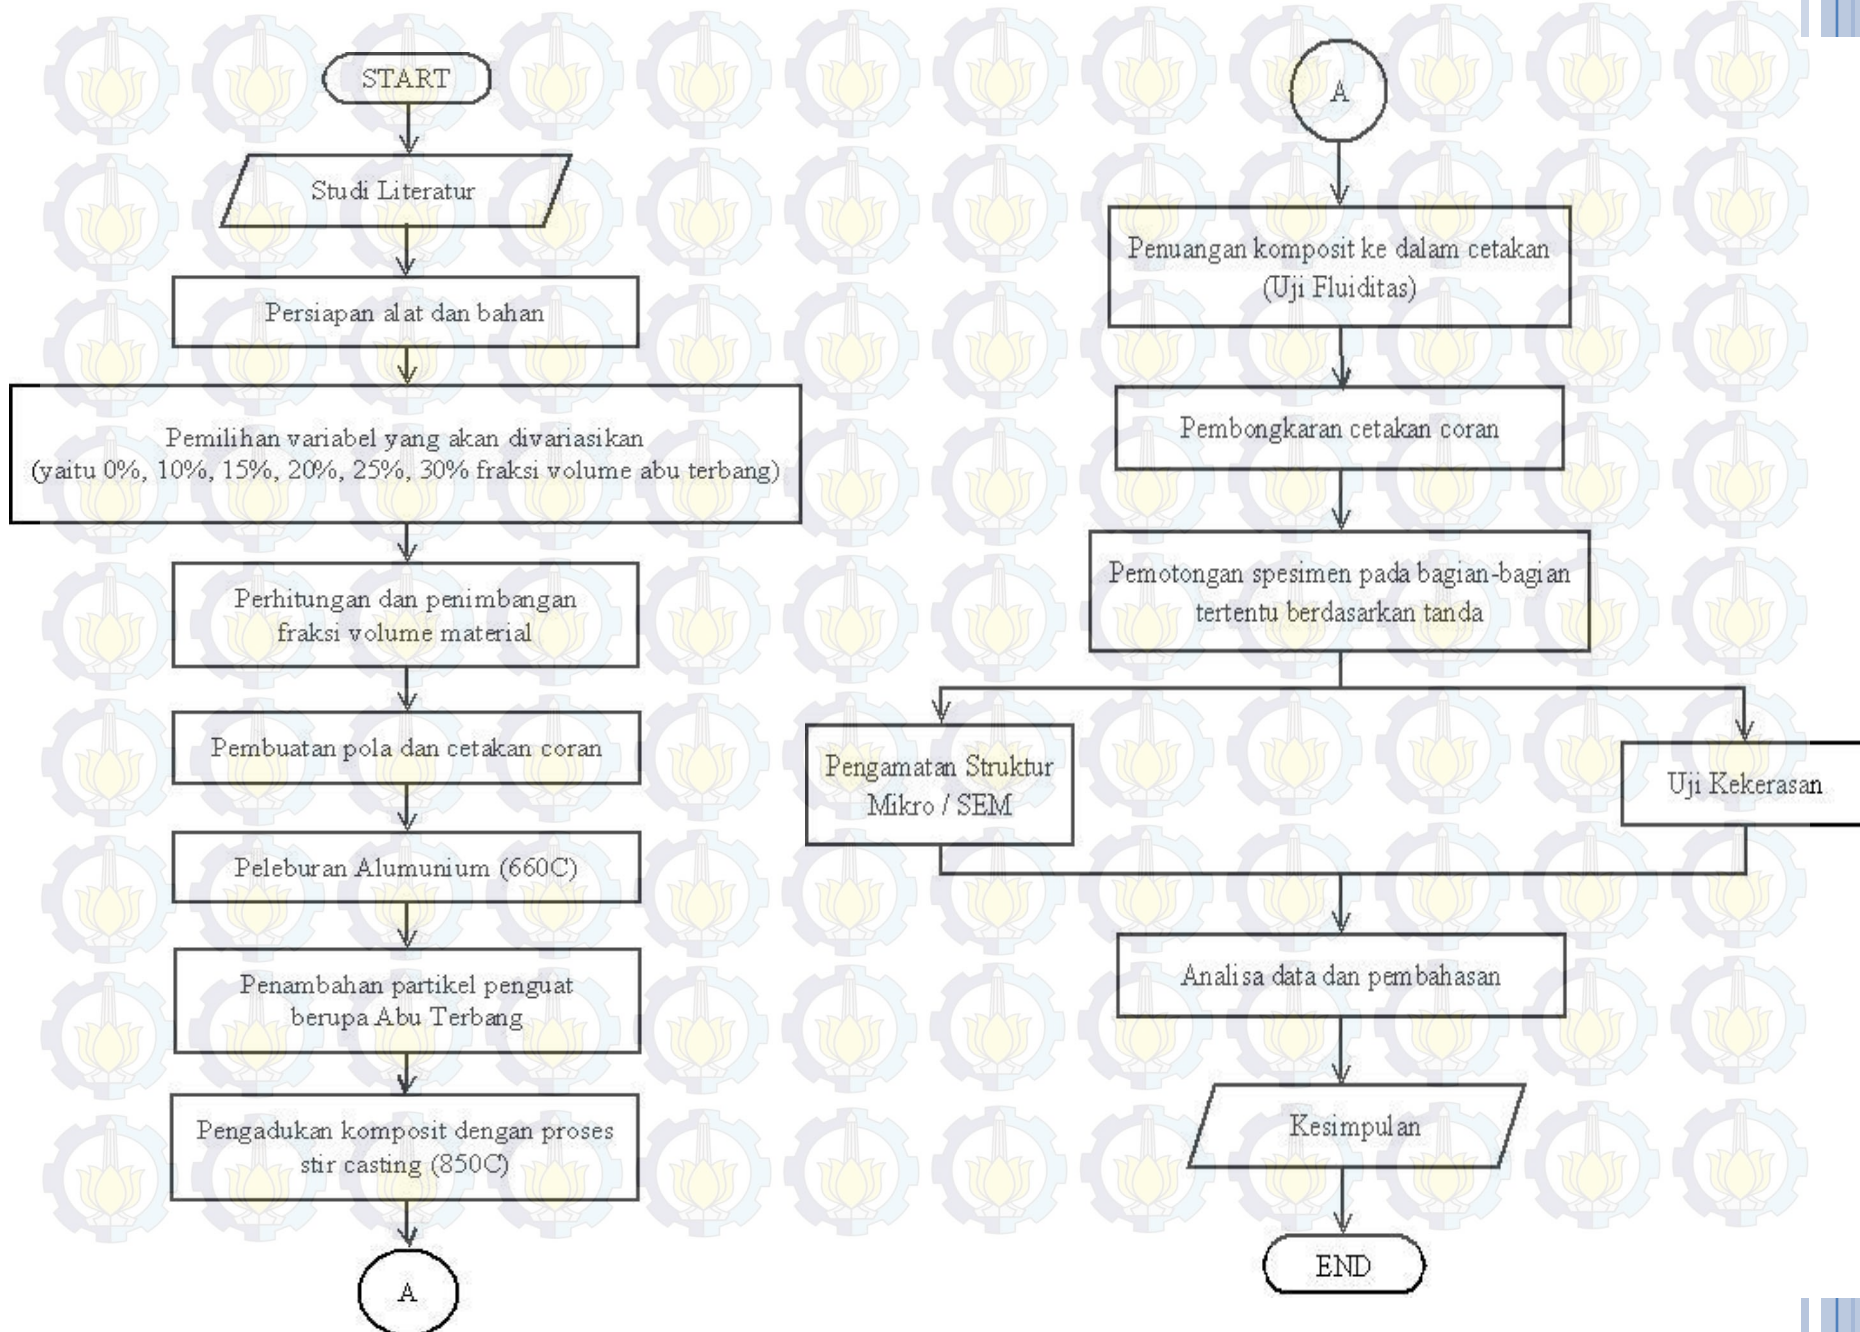 START
Studi Literatur
Persiapan alat dan bahan
Pemilihan variabel yang akan divariasikan
(yaitu 0%, 10%, 15%, 20%, 25%, 30% fraksi volume abu terbang)
Perhitungan dan penimbangan
fraksi volume material
Pembuatan pola dan cetakan coran
Peleburan Alumunium (660C)
Penambahan partikel penguat
berupa Abu Terbang
Pengadukan komposit dengan proses
stir casting (850C)
A
A
Penuangan komposit ke dalam cetakan
(Uji Fluiditas)
Pembongkaran cetakan coran
Pemotongan spesimen pada bagian-bagian
tertentu berdasarkan tanda
Pengamatan Struktur
Mikro / SEM
Uji Kekerasan
Analisa data dan pembahasan
Kesimpulan
END